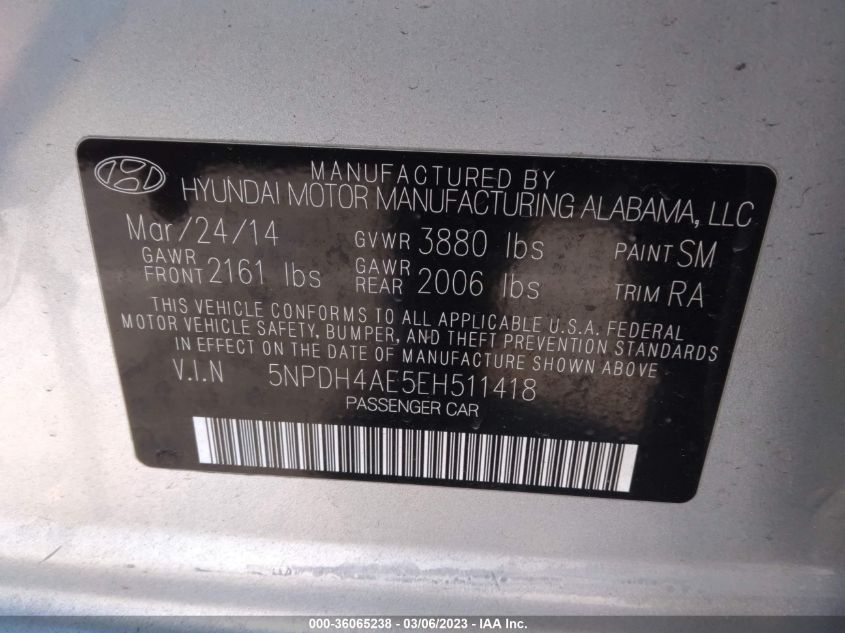 MANUFACTURED BY
HYUNDAI MOTOR MANUFACTURING ALABAMA, LLC
Mar/24/14 GVWR 3880 lbs PAINT SM
GAWR FRONT 2161 lbs GAWR REAR 2006 lbs TRIM RA
THIS VEHICLE CONFORMS TO ALL APPLICABLE U.S.A. FEDERAL
MOTOR VEHICLE SAFETY, BUMPER, AND THEFT PREVENTION STANDARDS
IN EFFECT ON THE DATE OF MANUFACTURE SHOWN ABOVE
V.I.N 5NPDH4AE5EH511418
PASSENGER CAR
000-36065238 - 03/06/2023 - IAA Inc.